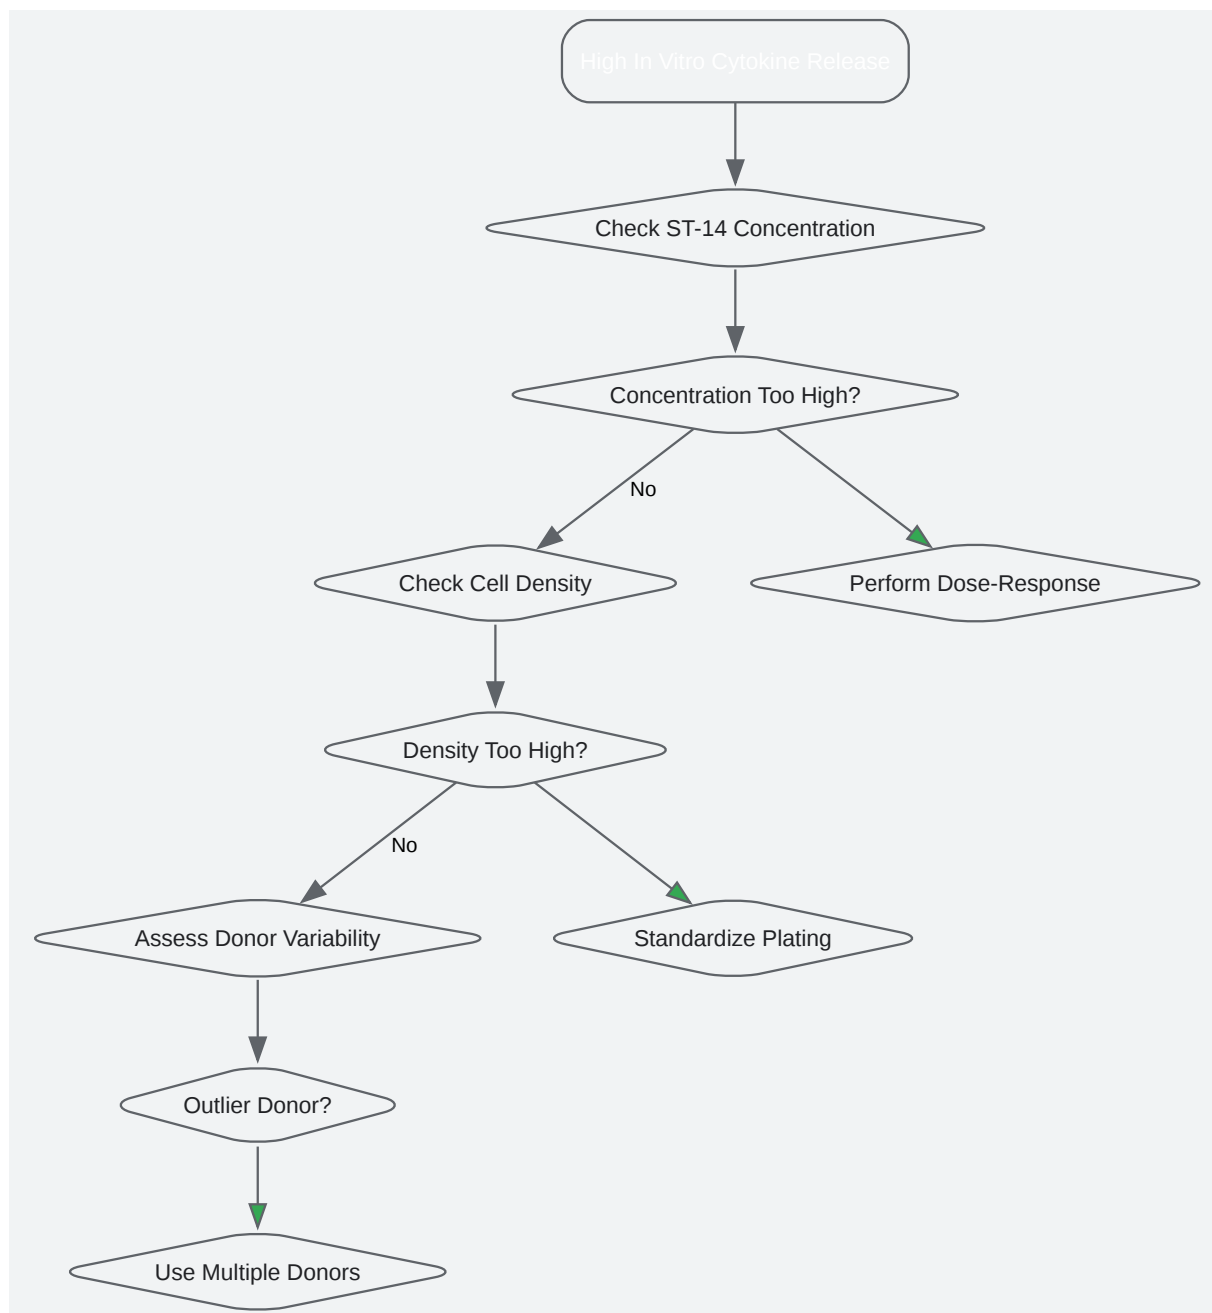 High In Vitro Cytokine Release
Check ST-14 Concentration
Concentration Too High?
No
Check Cell Density
Perform Dose-Response
Density Too High?
No
Assess Donor Variability
Standardize Plating
Outlier Donor?
Use Multiple Donors